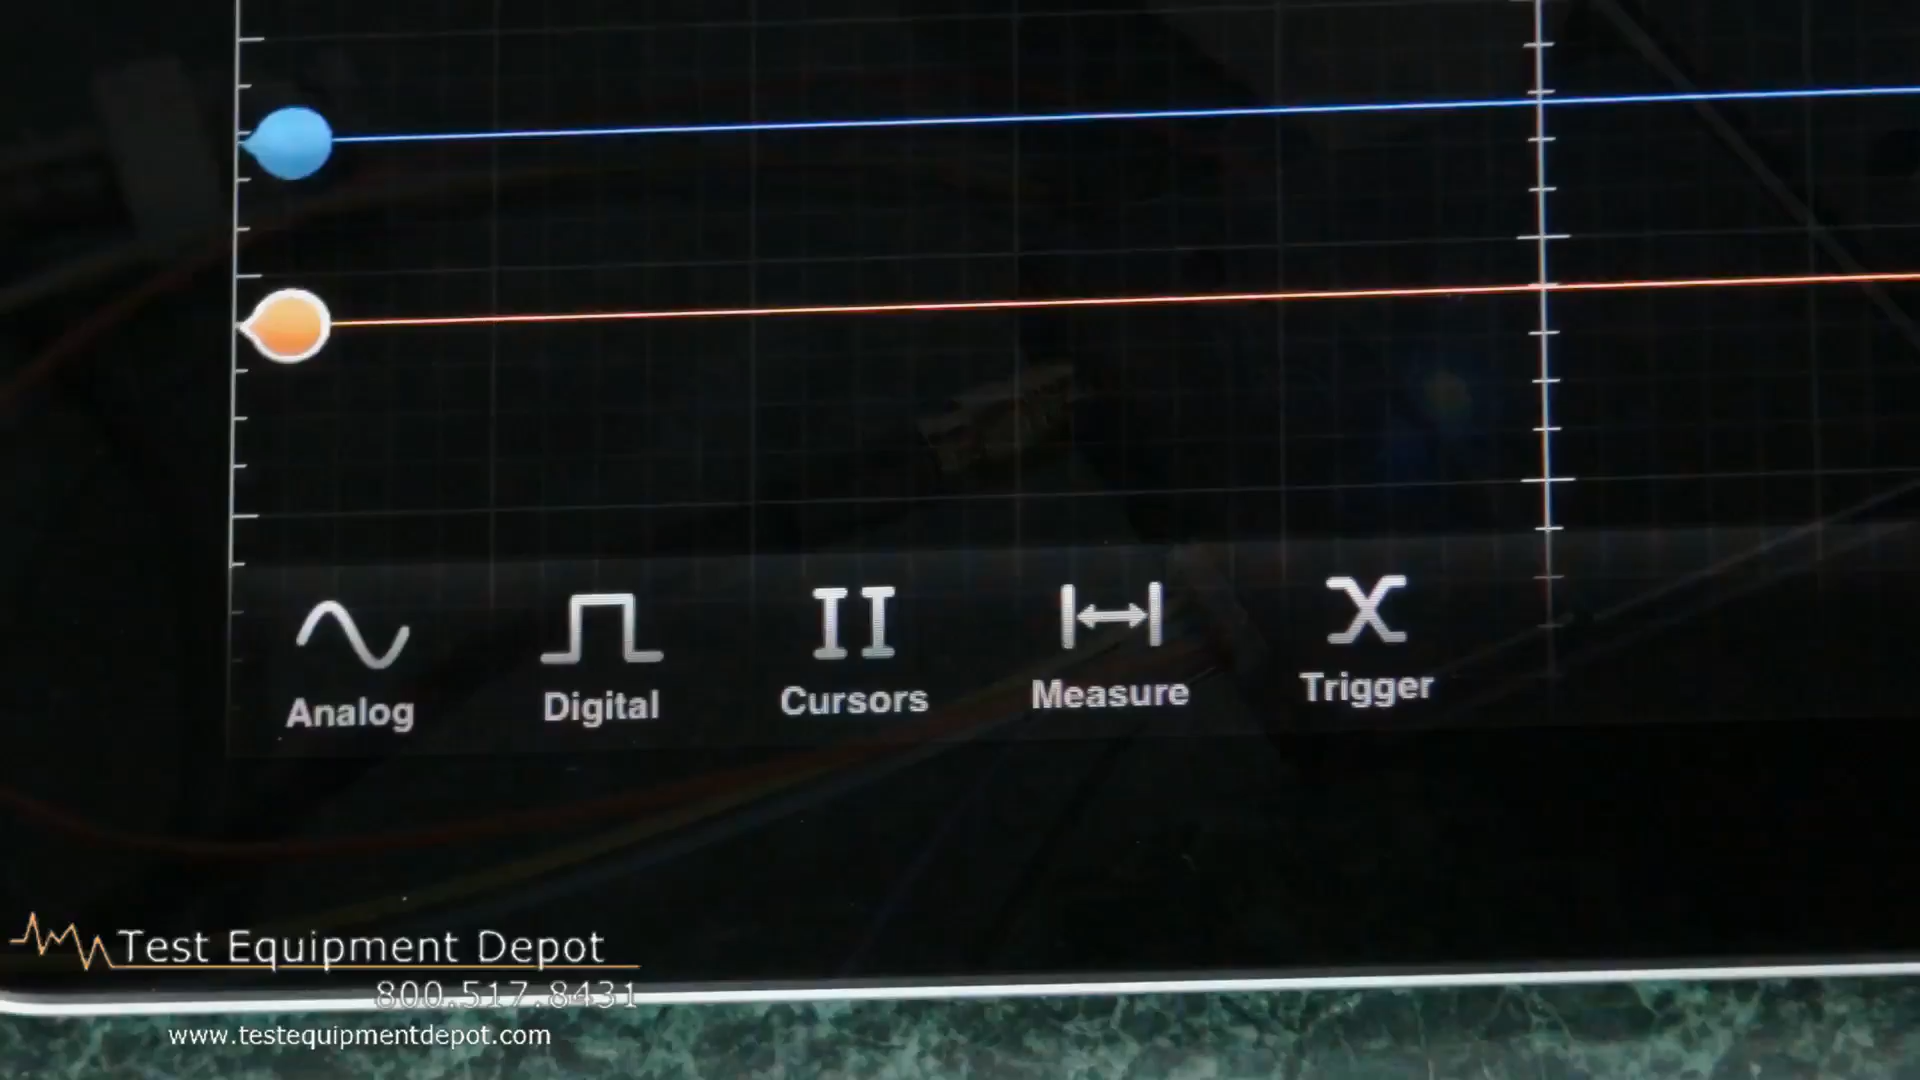 Analog
Digital
Cursors
Measure
Trigger
Test Equipment Depot
800.517.8431
www.testequipmentdepot.com